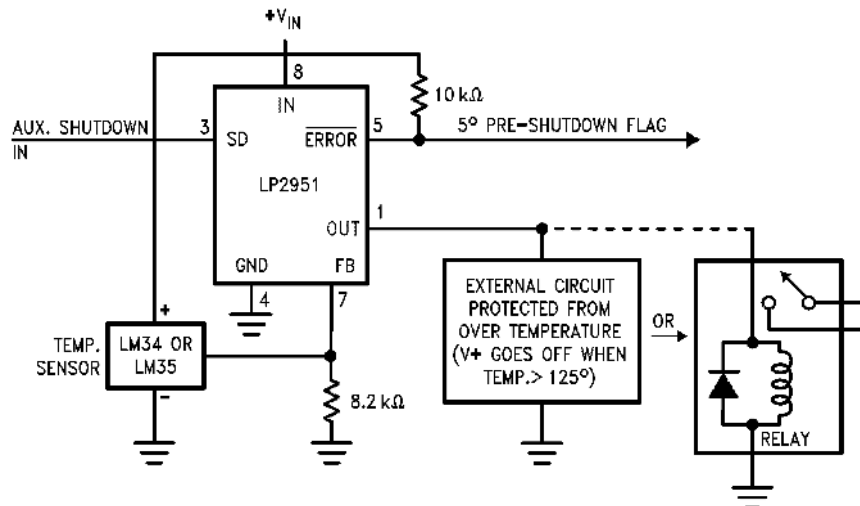 +VIN
8
IN
10 kΩ
AUX. SHUTDOWN
IN
3
SD
ERROR
5
5º PRE-SHUTDOWN FLAG
LP2951
OUT
1
GND
FB
4
7
TEMP.
SENSOR
+
LM34 OR
LM35
–
8.2 kΩ
EXTERNAL CIRCUIT
PROTECTED FROM
OVER TEMPERATURE
(V+ GOES OFF WHEN
TEMP.> 125º)
OR
RELAY